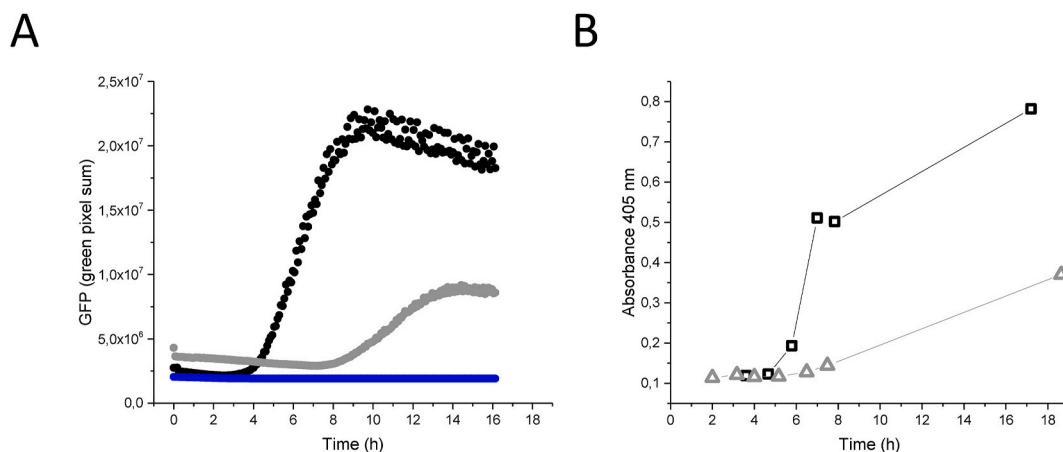 A
B
2,5x10⁷
2,0x10⁷
1,5x10⁷
1,0x10⁷
5,0x10⁶
0,0
GFP (green pixel sum)
0 2 4 6 8 10 12 14 16 18
Time (h)
0,8
0,7
0,6
0,5
0,4
0,3
0,2
0,1
Absorbance 405 nm
0 2 4 6 8 10 12 14 16 18
Time (h)